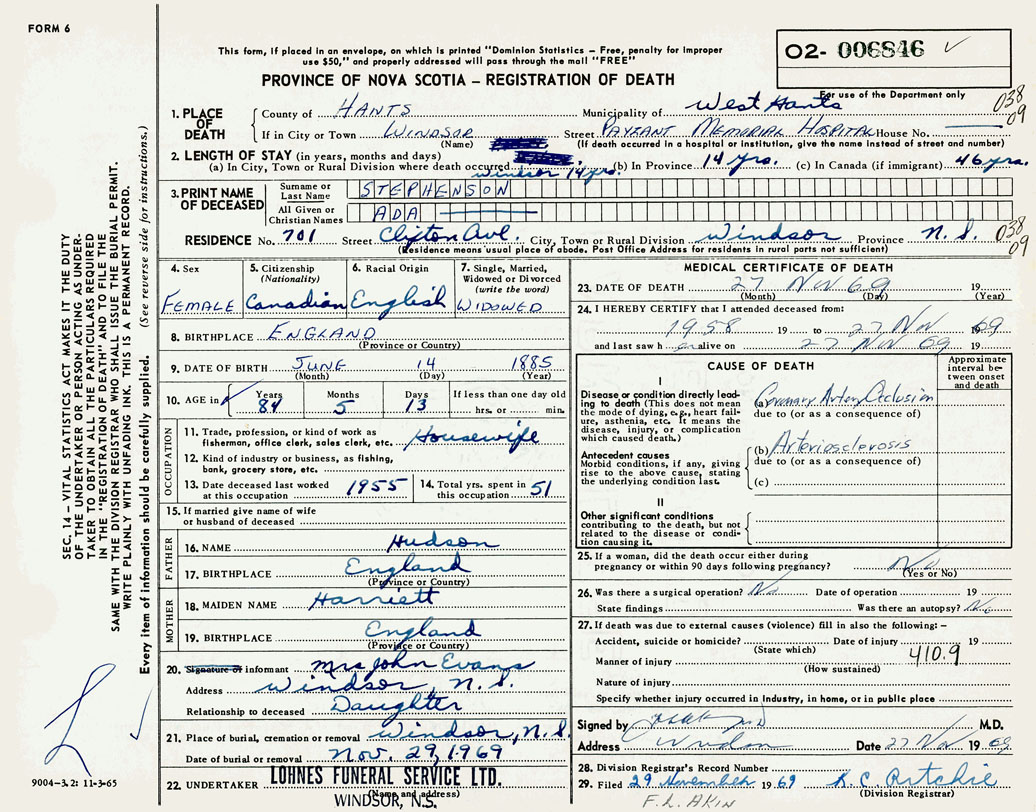 FORM 6
This form, if placed in an envelope, on which is printed "Dominion Statistics – Free, penalty for improper
use $50," and properly addressed will pass through the mail "FREE"
PROVINCE OF NOVA SCOTIA – REGISTRATION OF DEATH
02- 006846 ✓
For use of the Department only
038
09
1. PLACE OF DEATH
County of HANTS Municipality of West Hants
If in City or Town WINDSOR Street PAYZANT MEMORIAL HOSPITAL House No.
(Name) (If death occurred in a hospital or institution, give the name instead of street and number)
2. LENGTH OF STAY (in years, months and days)
(a) In City, Town or Rural Division where death occurred Windsor 14 yrs. (b) In Province 14 yrs. (c) In Canada (if immigrant) 46 yrs.
3. PRINT NAME OF DECEASED
Surname or Last Name STEPHENSON
All Given or Christian Names ADA
RESIDENCE No. 701 Street Clifton Ave. City, Town or Rural Division Windsor Province N.S.
038
09
(Residence means usual place of abode. Post Office Address for residents in rural parts not sufficient)
4. Sex
FEMALE
5. Citizenship
(Nationality)
Canadian
6. Racial Origin
English
7. Single, Married,
Widowed or Divorced
(write the word)
WIDOWED
8. BIRTHPLACE ENGLAND
(Province or Country)
9. DATE OF BIRTH JUNE 14 1885
(Month) (Day) (Year)
10. AGE in Years Months Days If less than one day old
84 5 13 hrs. or min.
OCCUPATION
11. Trade, profession, or kind of work as
fisherman, office clerk, sales clerk, etc. Housewife
12. Kind of industry or business, as fishing,
bank, grocery store, etc.
13. Date deceased last worked
at this occupation 1955
14. Total yrs. spent in
this occupation 51
15. If married give name of wife
or husband of deceased
FATHER
16. NAME Hudson
17. BIRTHPLACE England
(Province or Country)
MOTHER
18. MAIDEN NAME Harriett
19. BIRTHPLACE England
(Province or Country)
20. Signature of informant Mrs John Evans
Address Windsor, N.S.
Relationship to deceased Daughter
21. Place of burial, cremation or removal Windsor, N.S.
Date of burial or removal Nov. 29, 1969
22. UNDERTAKER LOHNES FUNERAL SERVICE LTD.
(Name and address)
WINDSOR, N.S.
MEDICAL CERTIFICATE OF DEATH
23. DATE OF DEATH 27 Nov 69 19
(Month) (Day) (Year)
24. I HEREBY CERTIFY that I attended deceased from:
1958 19 to 27 Nov 1969
and last saw h er alive on 27 Nov 69 19
CAUSE OF DEATH
Approximate
interval be-
tween onset
and death
I
Disease or condition directly lead-
ing to death (This does not mean
the mode of dying, e.g., heart fail-
ure, asthenia, etc. It means the
disease, injury, or complication
which caused death.)
(a) Coronary Artery Occlusion
due to (or as a consequence of)
Antecedent causes
Morbid conditions, if any, giving
rise to the above cause, stating
the underlying condition last.
(b) Arteriosclerosis
due to (or as a consequence of)
(c)
II
Other significant conditions
contributing to the death, but not
related to the disease or condi-
tion causing it.
25. If a woman, did the death occur either during
pregnancy or within 90 days following pregnancy? No
(Yes or No)
26. Was there a surgical operation? No Date of operation 19
State findings Was there an autopsy? No
27. If death was due to external causes (violence) fill in also the following: –
Accident, suicide or homicide? Date of injury 19
(State which)
Manner of injury 410.9
(How sustained)
Nature of injury
Specify whether injury occurred in Industry, in home, or in public place
Signed by M.D.
Address Windsor Date 27 Nov 1969
28. Division Registrar's Record Number
29. Filed 29 November 1969 R. C. Ritchie
(Division Registrar)
F. L. AKIN
SEC. 14 – VITAL STATISTICS ACT MAKES IT THE DUTY
OF THE UNDERTAKER OR PERSON ACTING AS UNDER-
TAKER TO OBTAIN ALL THE PARTICULARS REQUIRED
IN THE "REGISTRATION OF DEATH" AND TO FILE THE
SAME WITH THE DIVISION REGISTRAR WHO SHALL ISSUE THE BURIAL PERMIT.
WRITE PLAINLY WITH UNFADING INK. THIS IS A PERMANENT RECORD.
Every item of information should be carefully supplied. (See reverse side for instructions.)
9004–3.2: 11-3-65